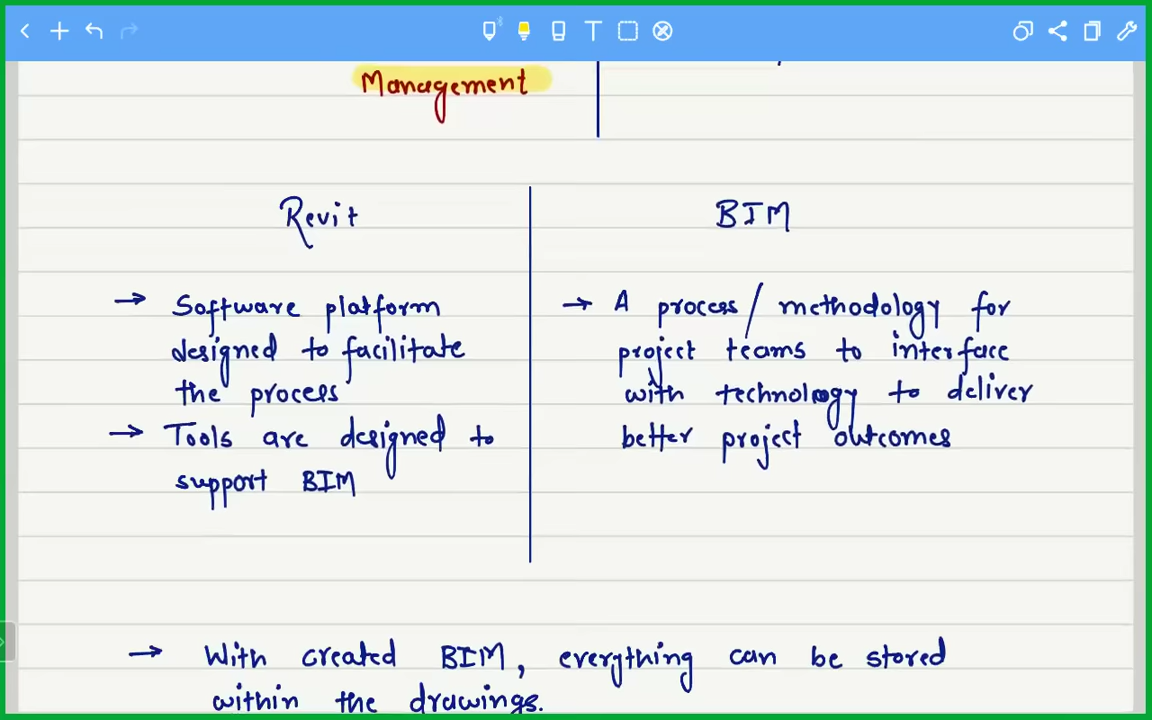 Management
Revit
BIM
→ Software platform
designed to facilitate
the process
→ Tools are designed to
support BIM
→ A process/methodology for
project teams to interface
with technology to deliver
better project outcomes
→ With created BIM, everything can be stored
within the drawings.